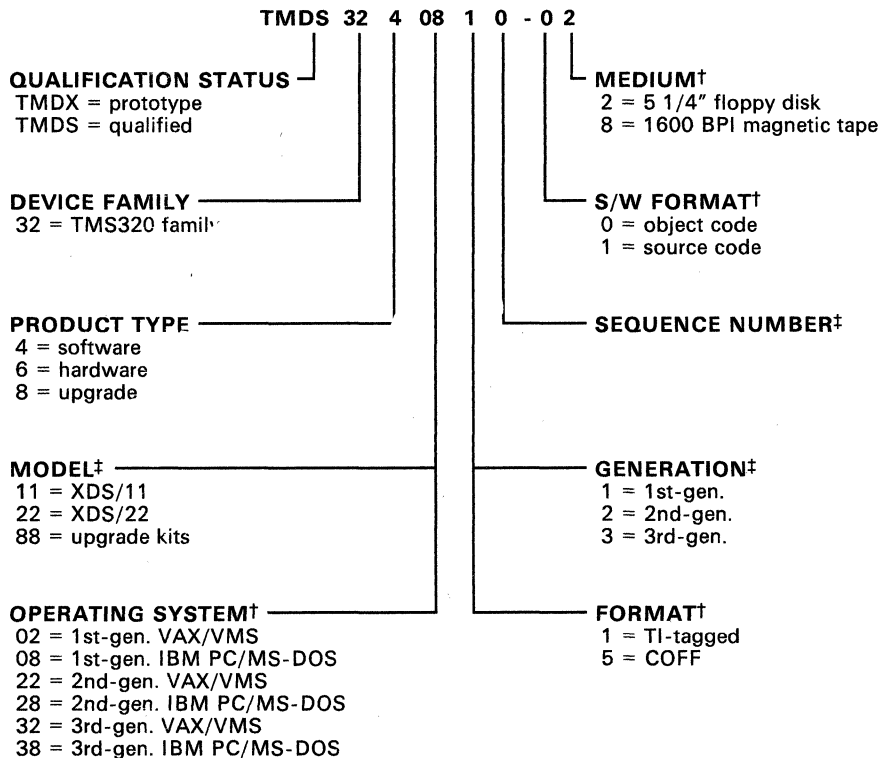 TMDS 32 4 08 1 0 - 0 2
QUALIFICATION STATUS
TMDX = prototype
TMDS = qualified
DEVICE FAMILY
32 = TMS320 family
PRODUCT TYPE
4 = software
6 = hardware
8 = upgrade
MODEL‡
11 = XDS/11
22 = XDS/22
88 = upgrade kits
OPERATING SYSTEM†
02 = 1st-gen. VAX/VMS
08 = 1st-gen. IBM PC/MS-DOS
22 = 2nd-gen. VAX/VMS
28 = 2nd-gen. IBM PC/MS-DOS
32 = 3rd-gen. VAX/VMS
38 = 3rd-gen. IBM PC/MS-DOS
MEDIUM†
2 = 5 1/4" floppy disk
8 = 1600 BPI magnetic tape
S/W FORMAT†
0 = object code
1 = source code
SEQUENCE NUMBER‡
GENERATION‡
1 = 1st-gen.
2 = 2nd-gen.
3 = 3rd-gen.
FORMAT†
1 = TI-tagged
5 = COFF